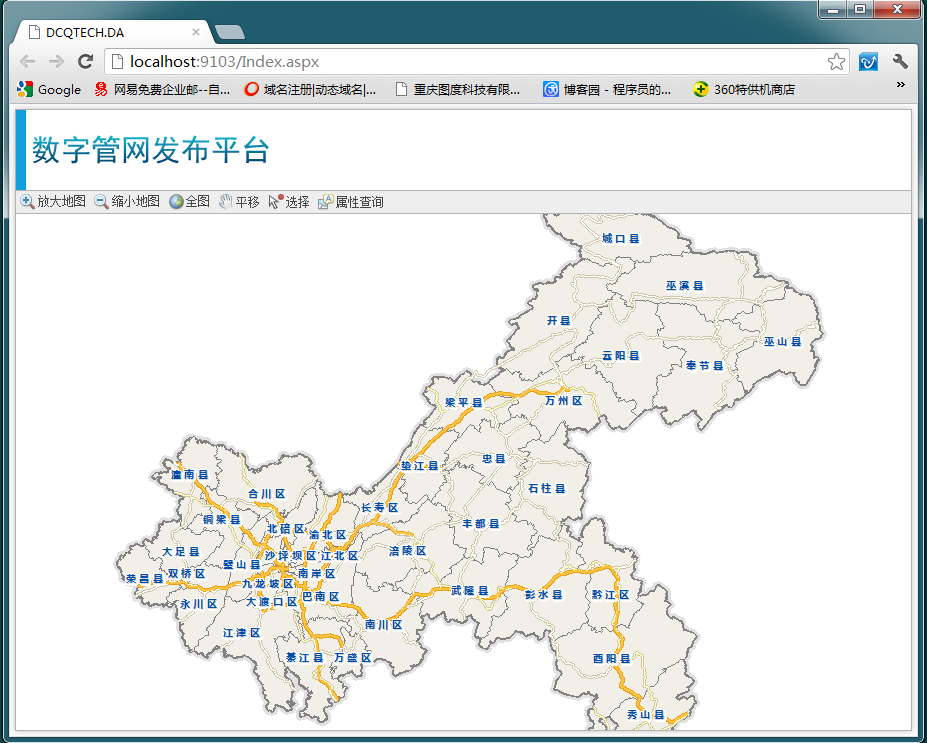 DCQTECH.DA
localhost:9103/Index.aspx
Google 网易免费企业邮--自... 域名注册|动态域名|... 重庆图度科技有限... 博客园 - 程序员的... 360特供机商店 »
数字管网发布平台
放大地图 缩小地图 全图 平移 选择 属性查询
城口县
巫溪县
开县
巫山县
云阳县
奉节县
梁平县 万州区
忠县
垫江县
潼南县
石柱县
合川区
长寿区
铜梁县
丰都县
北碚区
渝北区
大足县
涪陵区
沙坪坝区 江北区
璧山县
双桥区 南岸区
荣昌县
九龙坡区
武隆县
彭水县 黔江区
永川区 大渡口区 巴南区
南川区
江津区
綦江县 万盛区
酉阳县
秀山县